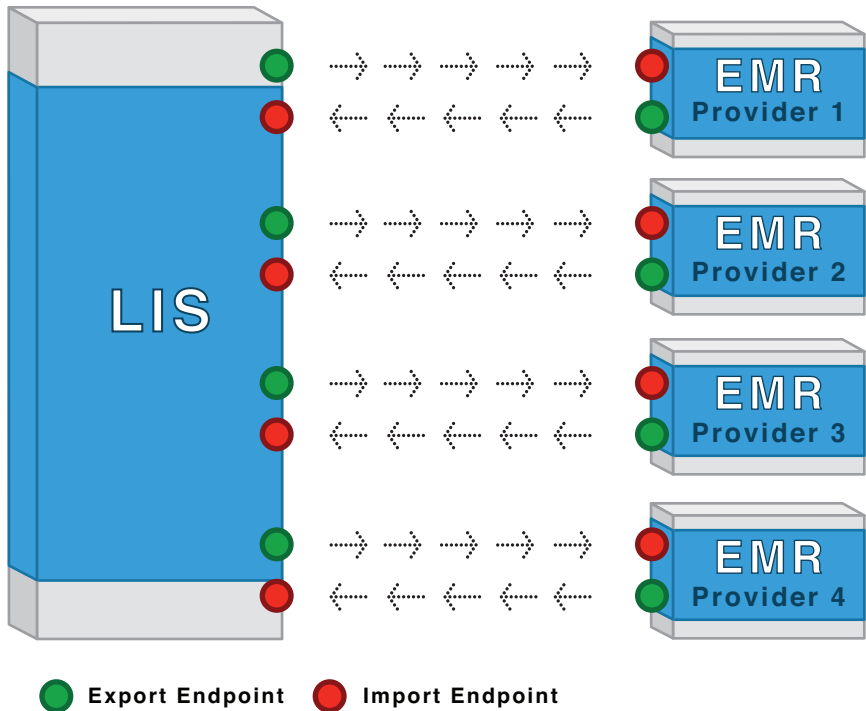 LIS
EMR
Provider 1
EMR
Provider 2
EMR
Provider 3
EMR
Provider 4
Export Endpoint
Import Endpoint